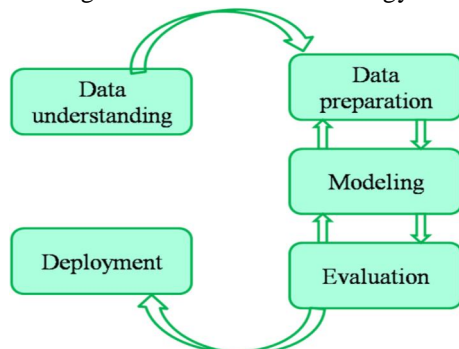 Data
understanding
Data
preparation
Modeling
Evaluation
Deployment